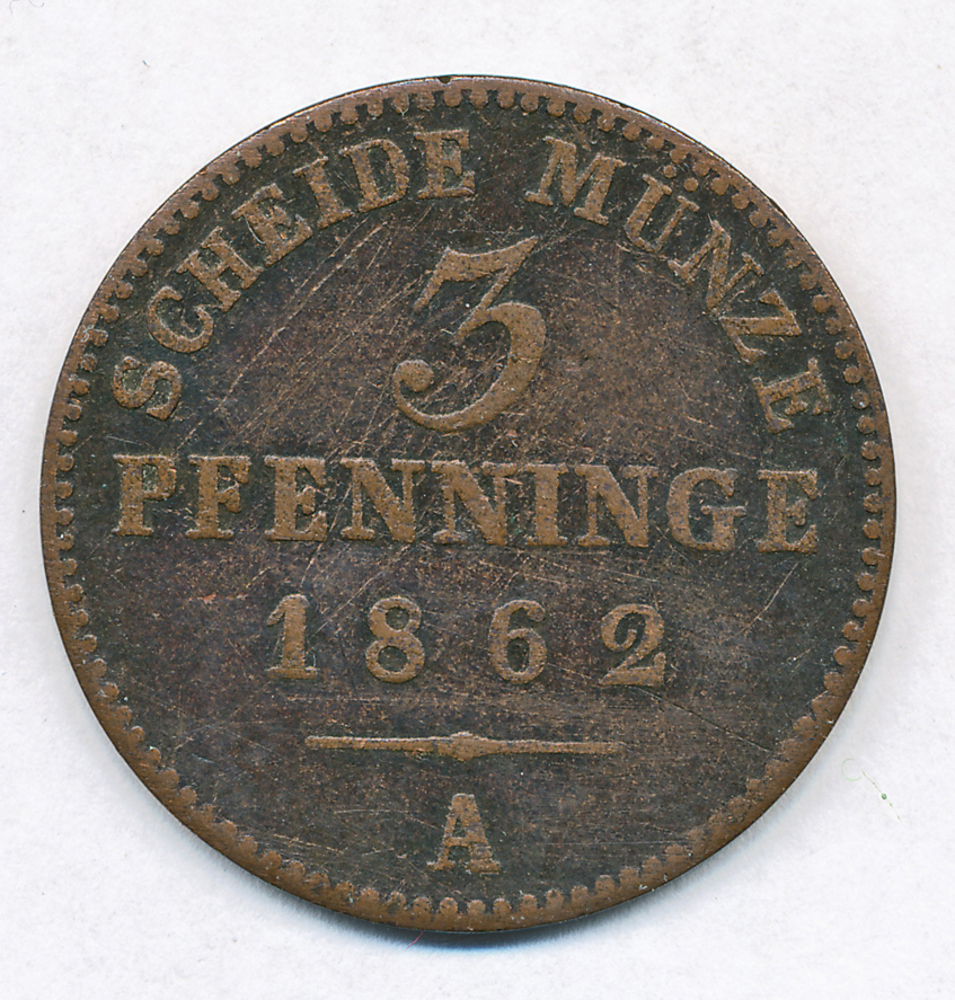 SCHEIDE MÜNZE
3
PFENNINGE
1862
A